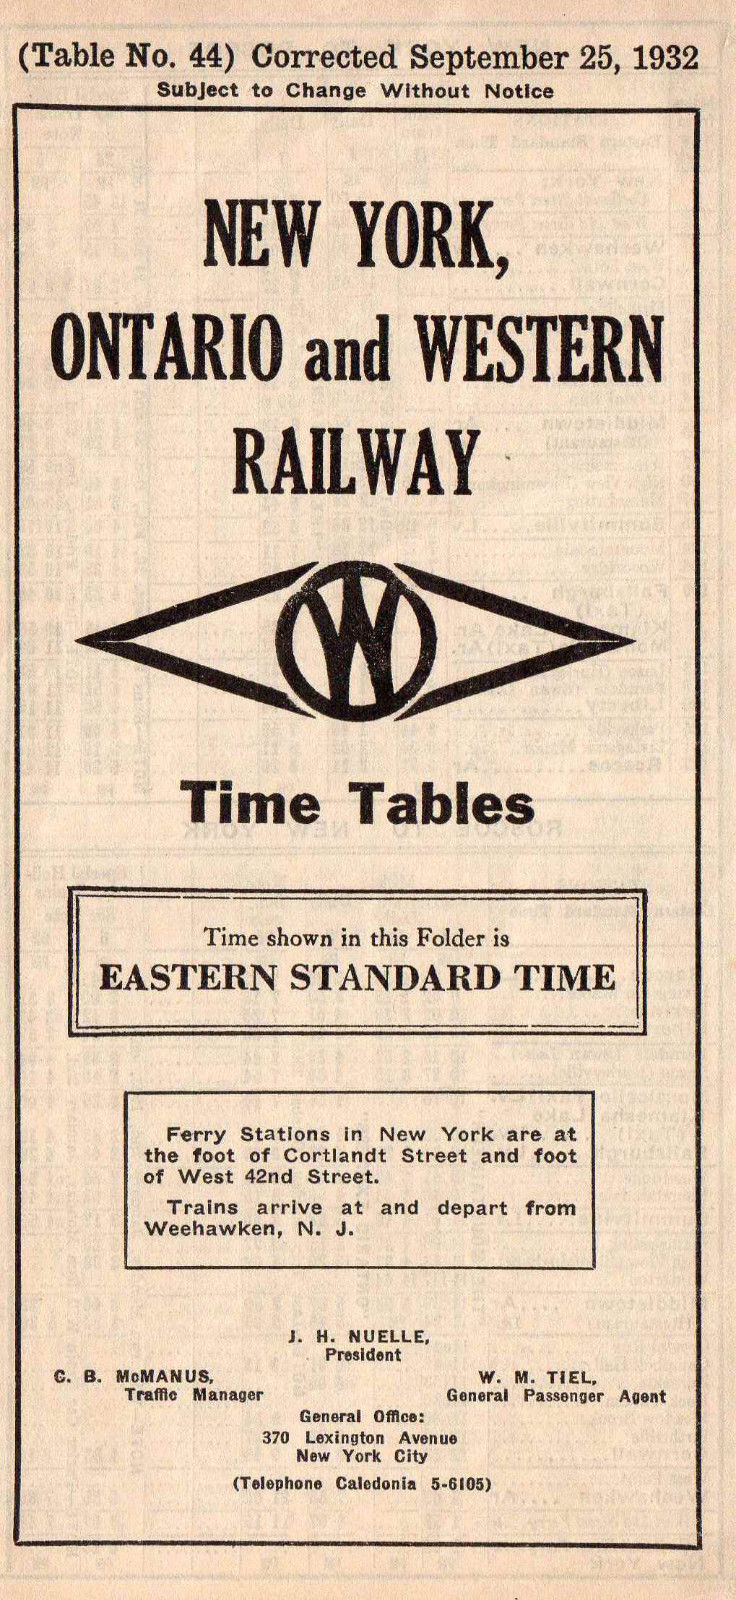 (Table No. 44) Corrected September 25, 1932
Subject to Change Without Notice
NEW YORK,
ONTARIO and WESTERN
RAILWAY
W
Time Tables
Time shown in this Folder is
EASTERN STANDARD TIME
Ferry Stations in New York are at
the foot of Cortlandt Street and foot
of West 42nd Street.
Trains arrive at and depart from
Weehawken, N. J.
J. H. NUELLE,
President
C. B. McMANUS,
Traffic Manager
W. M. TIEL,
General Passenger Agent
General Office:
370 Lexington Avenue
New York City
(Telephone Caledonia 5-6105)